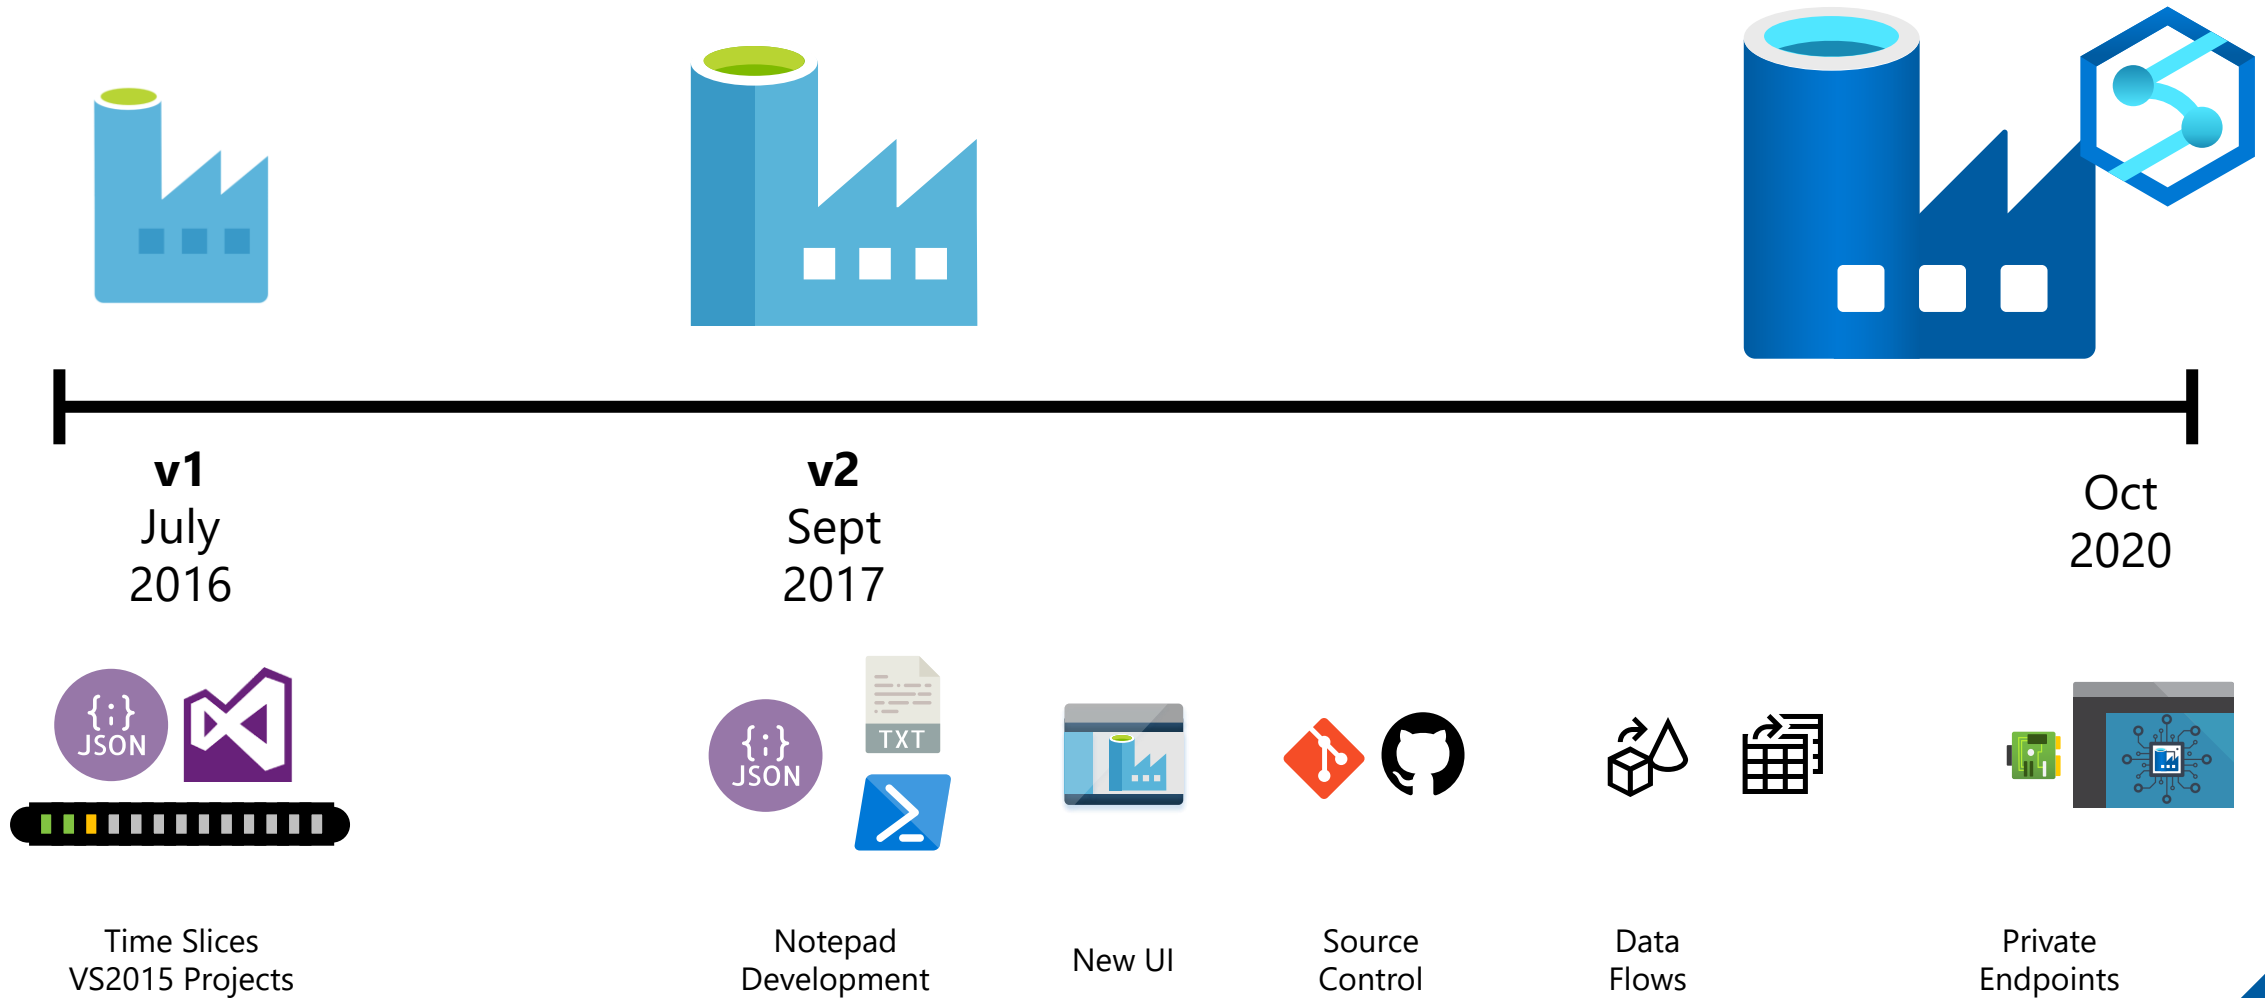 v1
July
2016
v2
Sept
2017
Oct
2020
{;}
JSON
{;}
JSON
TXT
Time Slices
VS2015 Projects
Notepad
Development
New UI
Source
Control
Data
Flows
Private
Endpoints